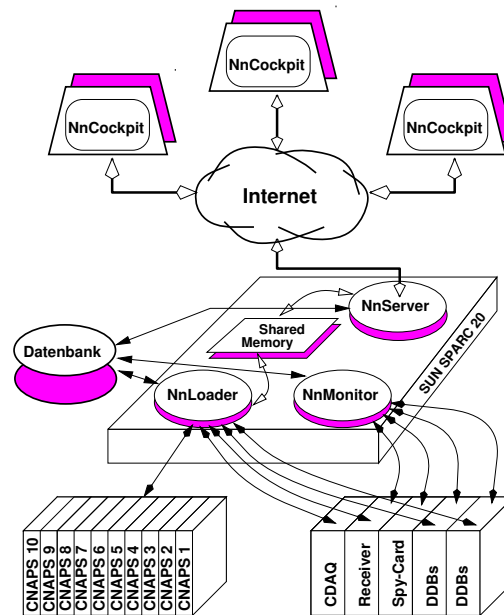 NnCockpit
NnCockpit
NnCockpit
Internet
NnServer
Shared
Memory
Datenbank
SUN SPARC 20
NnLoader
NnMonitor
CNAPS 10
CNAPS 9
CNAPS 8
CNAPS 7
CNAPS 6
CNAPS 5
CNAPS 4
CNAPS 3
CNAPS 2
CNAPS 1
CDAQ
Receiver
Spy-Card
DDBs
DDBs